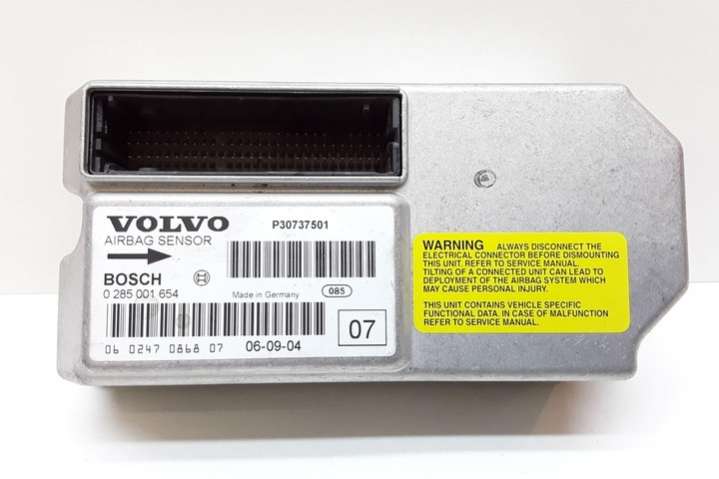 VOLVO
AIRBAG SENSOR
P30737501
BOSCH
0 285 001 654
Made in Germany
085
06 0247 0868 07
06-09-04
07
WARNING ALWAYS DISCONNECT THE
ELECTRICAL CONNECTOR BEFORE DISMOUNTING
THIS UNIT. REFER TO SERVICE MANUAL.
TILTING OF A CONNECTED UNIT CAN LEAD TO
DEPLOYMENT OF THE AIRBAG SYSTEM WHICH
MAY CAUSE PERSONAL INJURY.
THIS UNIT CONTAINS VEHICLE SPECIFIC
FUNCTIONAL DATA. IN CASE OF MALFUNCTION
REFER TO SERVICE MANUAL.